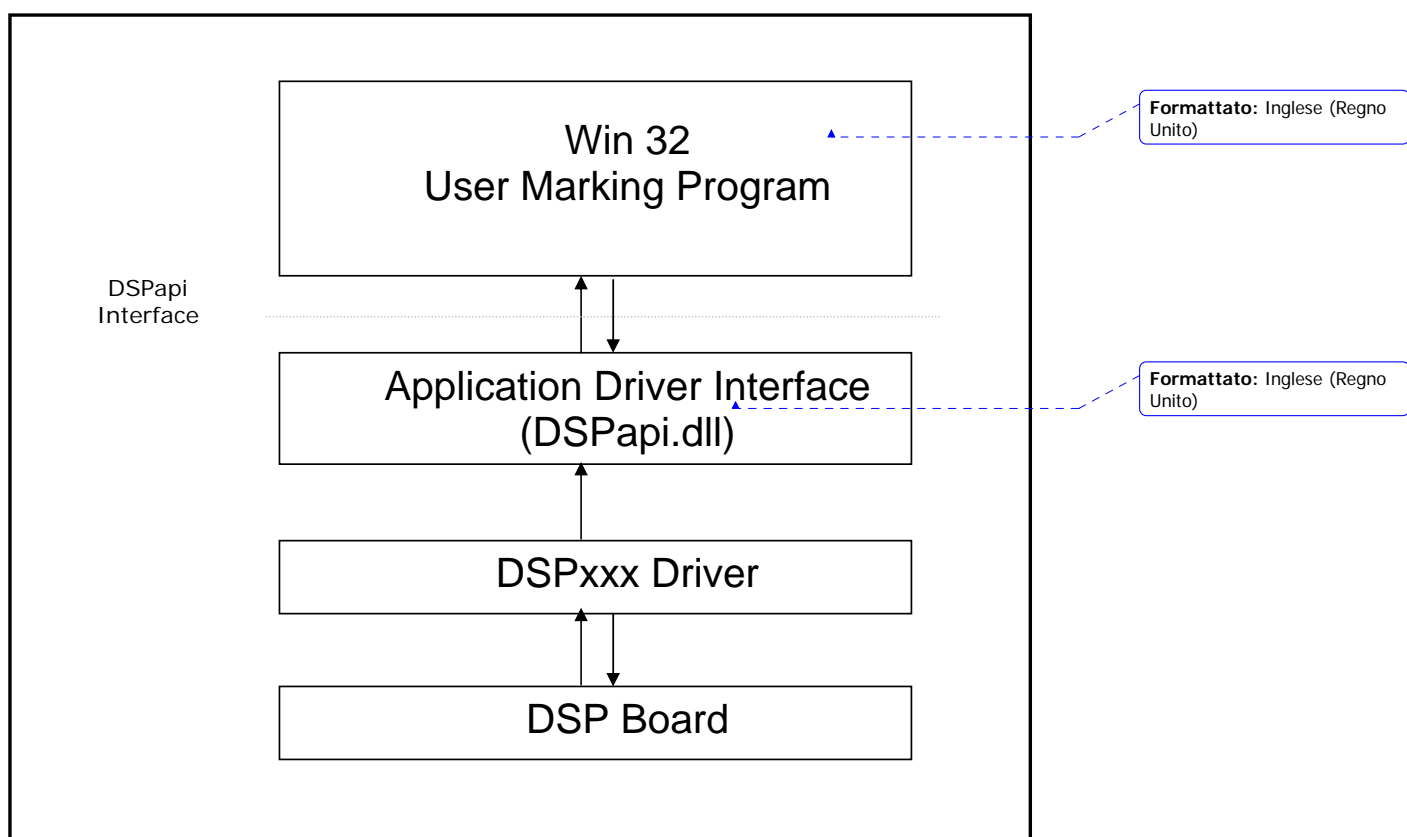 Win 32
User Marking Program
Formattato: Inglese (Regno
Unito)
DSPapi
Interface
Application Driver Interface
(DSPapi.dll)
Formattato: Inglese (Regno
Unito)
DSPxxx Driver
DSP Board